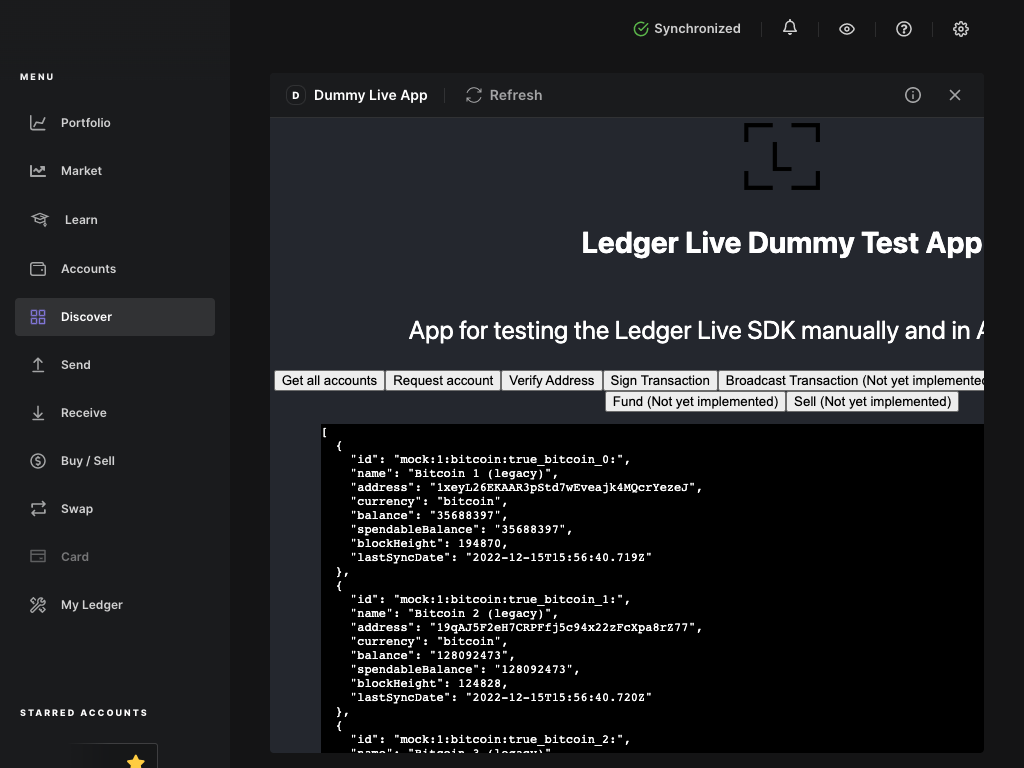 Synchronized
MENU
Portfolio
Market
Learn
Accounts
Discover
Send
Receive
Buy / Sell
Swap
Card
My Ledger
STARRED ACCOUNTS
D Dummy Live App
Refresh
L
Ledger Live Dummy Test App
App for testing the Ledger Live SDK manually and in
Get all accounts Request account Verify Address Sign Transaction Broadcast Transaction (Not yet
Fund (Not yet implemented) Sell (Not yet implemented)
[
{
"id": "mock:1:bitcoin:true_bitcoin_0:",
"name": "Bitcoin 1 (legacy)",
"address": "1xeyL26EKAAR3pStd7wEveajk4MQcrYezeJ",
"currency": "bitcoin",
"balance": "35688397",
"spendableBalance": "35688397",
"blockHeight": 194870,
"lastSyncDate": "2022-12-15T15:56:40.719Z"
},
{
"id": "mock:1:bitcoin:true_bitcoin_1:",
"name": "Bitcoin 2 (legacy)",
"address": "19qAJ5F2eH7CRPFfj5c94x22zFcXpa8rZ77",
"currency": "bitcoin",
"balance": "128092473",
"spendableBalance": "128092473",
"blockHeight": 124828,
"lastSyncDate": "2022-12-15T15:56:40.720Z"
},
{
"id": "mock:1:bitcoin:true_bitcoin_2:",
"name": "Bitcoin 3 (legacy)",